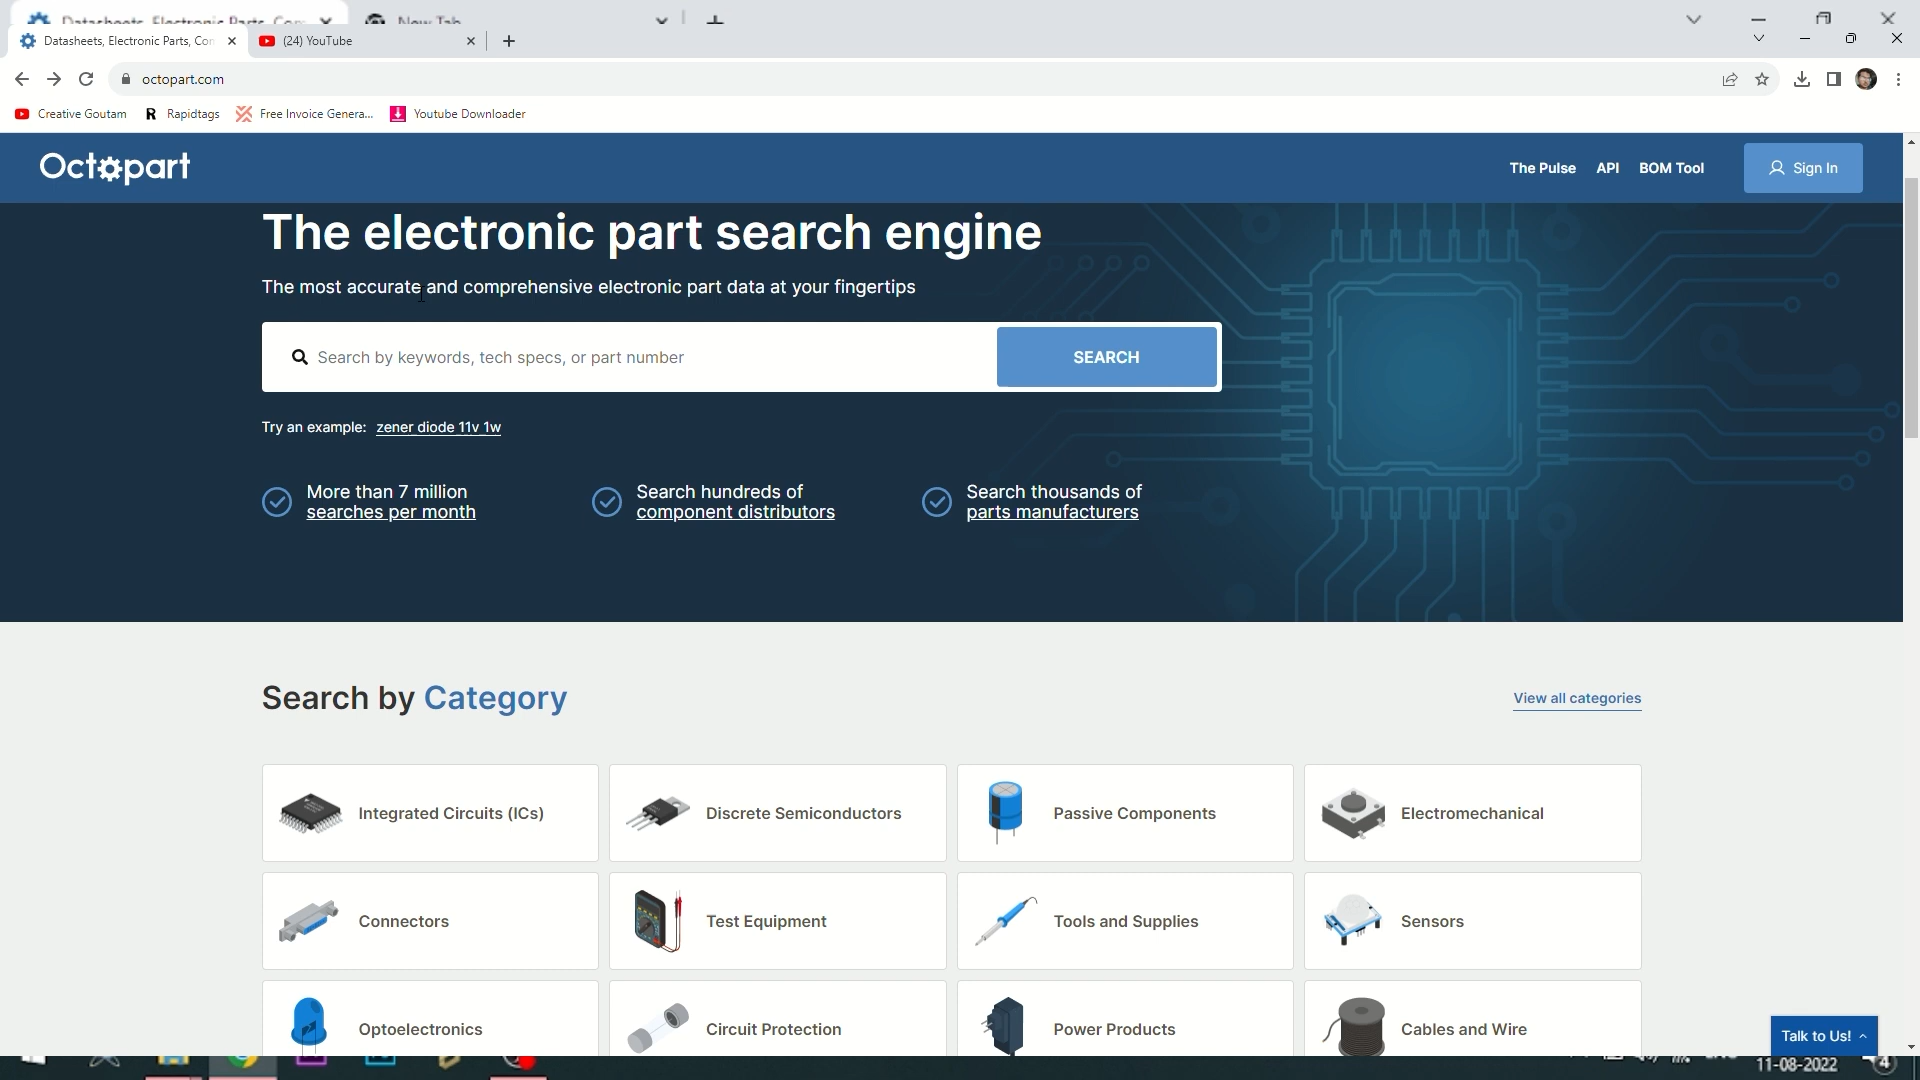 Datasheets, Electronic Parts, Com
New Tab
Datasheets, Electronic Parts, Con
(24) YouTube
octopart.com
Creative Goutam
Rapidtags
Free Invoice Genera...
Youtube Downloader
Octopart
The Pulse
API
BOM Tool
Sign In
The electronic part search engine
The most accurate and comprehensive electronic part data at your fingertips
Search by keywords, tech specs, or part number
SEARCH
Try an example: zener diode 11v 1w
More than 7 million
searches per month
Search hundreds of
component distributors
Search thousands of
parts manufacturers
Search by Category
View all categories
Integrated Circuits (ICs)
Discrete Semiconductors
Passive Components
Electromechanical
Connectors
Test Equipment
Tools and Supplies
Sensors
Optoelectronics
Circuit Protection
Power Products
Cables and Wire
Talk to Us!
11-08-2022
4